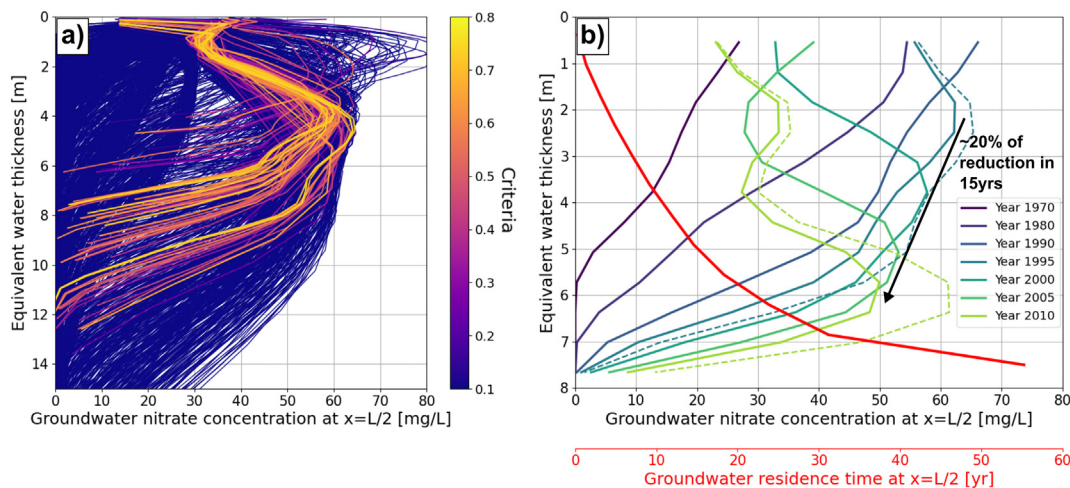 a)
Equivalent water thickness [m]
0
2
4
6
8
10
12
14
0 10 20 30 40 50 60 70 80
Groundwater nitrate concentration at x=L/2 [mg/L]
0.8
0.7
0.6
0.5
0.4
0.3
0.2
0.1
Criteria
b)
Equivalent water thickness [m]
0
1
2
3
4
5
6
7
8
~20% of
reduction in
15yrs
Year 1970
Year 1980
Year 1990
Year 1995
Year 2000
Year 2005
Year 2010
0 10 20 30 40 50 60 70 80
Groundwater nitrate concentration at x=L/2 [mg/L]
0 10 20 30 40 50 60
Groundwater residence time at x=L/2 [yr]